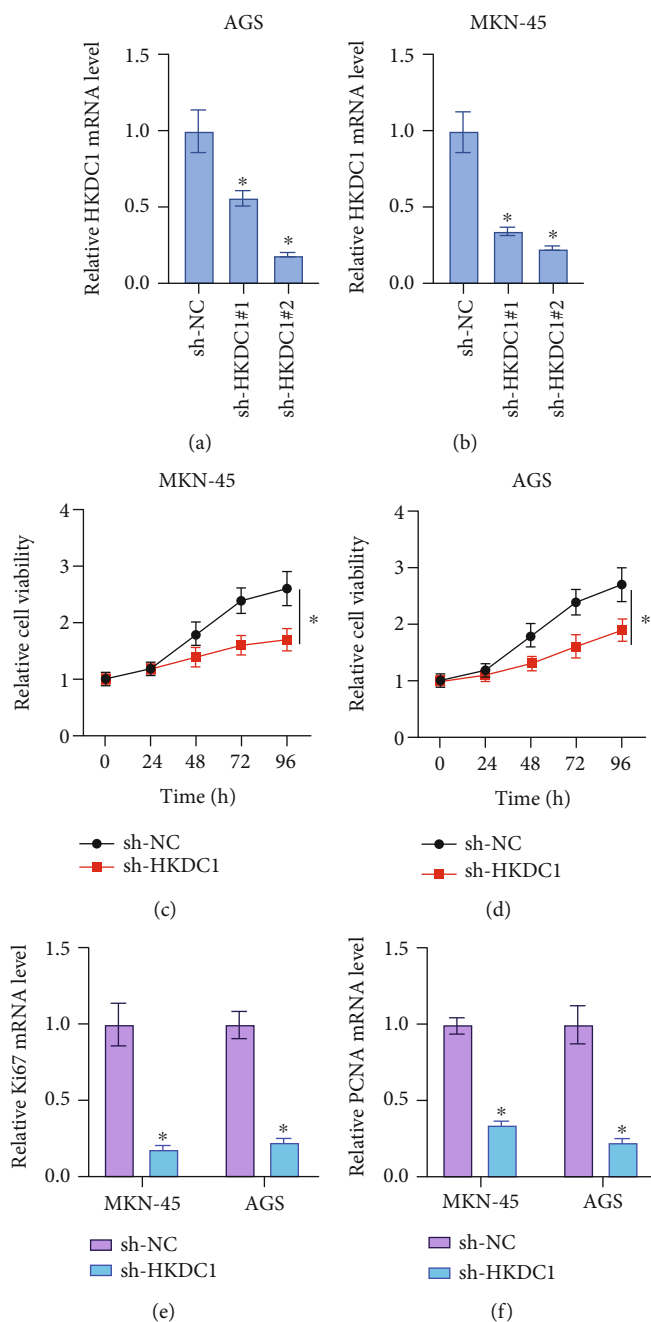 AGS
Relative HKDC1 mRNA level
1.5
1.0
0.5
0.0
*
*
sh-NC
sh-HKDC1#1
sh-HKDC1#2
(a)
MKN-45
Relative HKDC1 mRNA level
1.5
1.0
0.5
0.0
*
*
sh-NC
sh-HKDC1#1
sh-HKDC1#2
(b)
MKN-45
Relative cell viability
4
3
2
1
0
*
0 24 48 72 96
Time (h)
sh-NC
sh-HKDC1
(c)
AGS
Relative cell viability
4
3
2
1
0
*
0 24 48 72 96
Time (h)
sh-NC
sh-HKDC1
(d)
Relative Ki67 mRNA level
1.5
1.0
0.5
0.0
*
*
MKN-45 AGS
sh-NC
sh-HKDC1
(e)
Relative PCNA mRNA level
1.5
1.0
0.5
0.0
*
*
MKN-45 AGS
sh-NC
sh-HKDC1
(f)